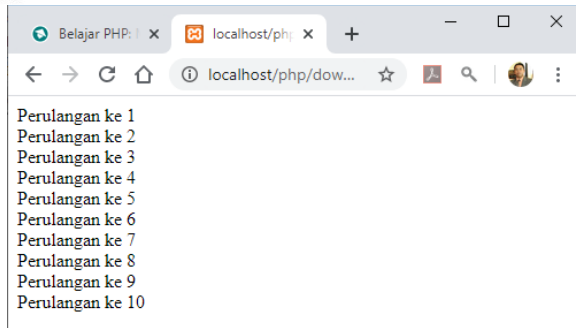 Belajar PHP:
localhost/php
localhost/php/dow...
Perulangan ke 1
Perulangan ke 2
Perulangan ke 3
Perulangan ke 4
Perulangan ke 5
Perulangan ke 6
Perulangan ke 7
Perulangan ke 8
Perulangan ke 9
Perulangan ke 10